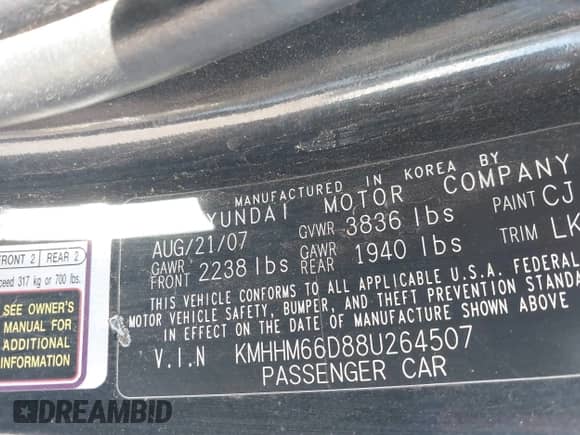 MANUFACTURED IN KOREA BY
YUNDAI MOTOR COMPANY
AUG/21/07 GVWR 3836 lbs PAINT CJ
GAWR FRONT 2238 lbs GAWR REAR 1940 lbs TRIM LK
THIS VEHICLE CONFORMS TO ALL APPLICABLE U.S.A. FEDERAL
MOTOR VEHICLE SAFETY, BUMPER, AND THEFT PREVENTION STANDA
IN EFFECT ON THE DATE OF MANUFACTURE SHOWN ABOVE
V.I.N KMHHM66D88U264507
PASSENGER CAR
FRONT 2 REAR 2
ceed 317 kg or 700 lbs.
SEE OWNER'S
MANUAL FOR
ADDITIONAL
INFORMATION
DREAMBID